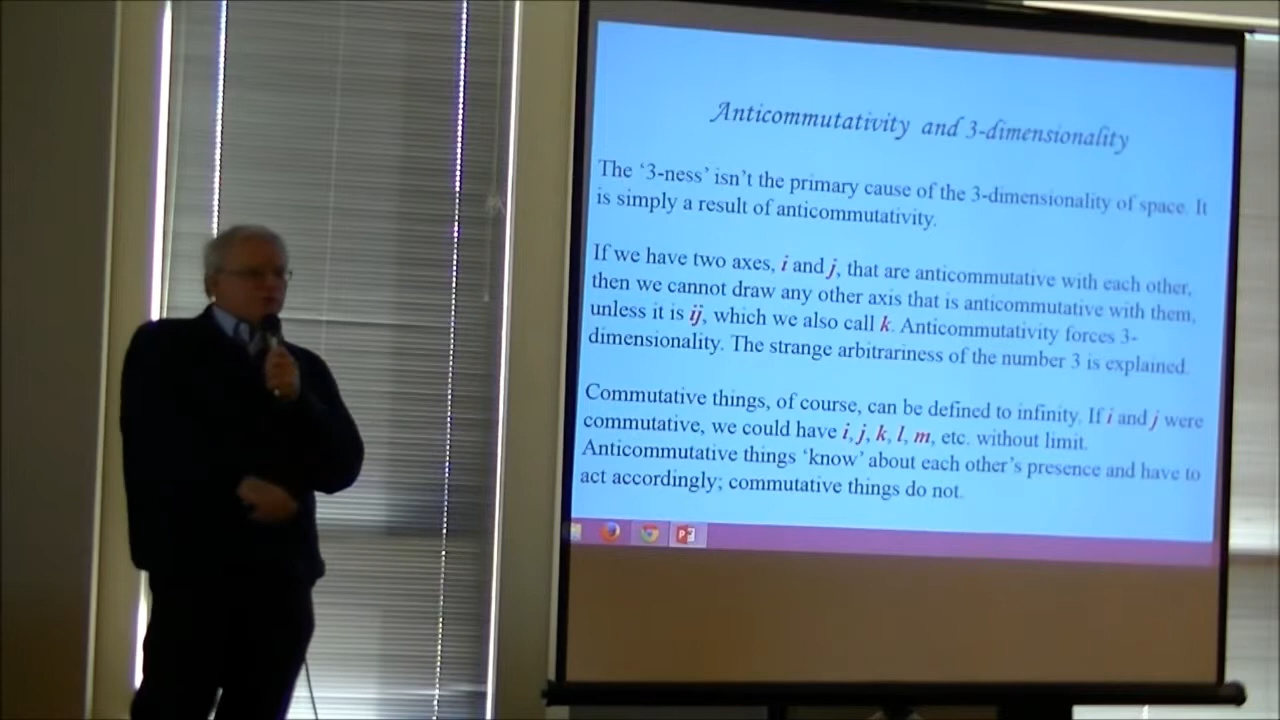 Anticommutativity and 3-dimensionality
The ‘3-ness’ isn’t the primary cause of the 3-dimensionality of space. It
is simply a result of anticommutativity.
If we have two axes, i and j, that are anticommutative with each other,
then we cannot draw any other axis that is anticommutative with them,
unless it is ij, which we also call k. Anticommutativity forces 3-
dimensionality. The strange arbitrariness of the number 3 is explained.
Commutative things, of course, can be defined to infinity. If i and j were
commutative, we could have i, j, k, l, m, etc. without limit.
Anticommutative things ‘know’ about each other’s presence and have to
act accordingly; commutative things do not.